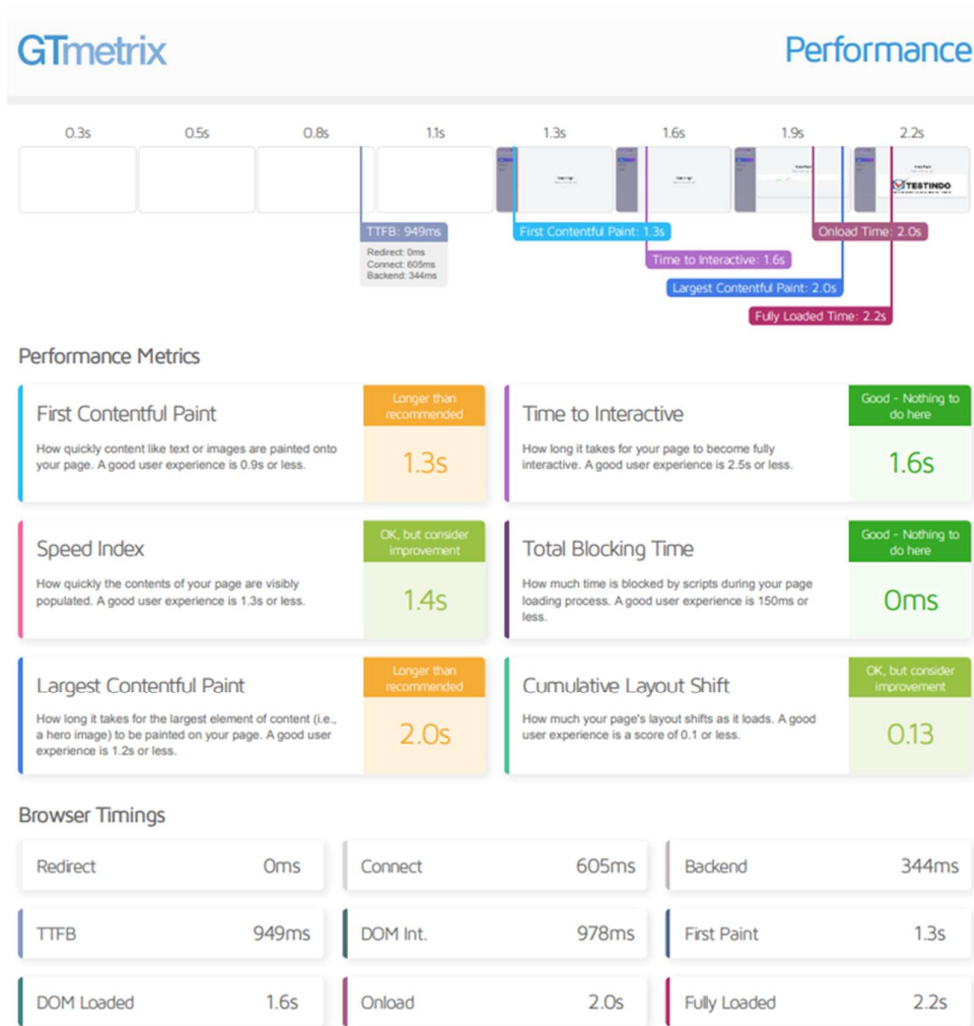 GTmetrix
Performance
0.3s 0.5s 0.8s 1.1s 1.3s 1.6s 1.9s 2.2s
TESTINDO
TTFB: 949ms
Redirect: 0ms
Connect: 605ms
Backend: 344ms
First Contentful Paint: 1.3s
Onload Time: 2.0s
Time to Interactive: 1.6s
Largest Contentful Paint: 2.0s
Fully Loaded Time: 2.2s
Performance Metrics
First Contentful Paint
How quickly content like text or images are painted onto
your page. A good user experience is 0.9s or less.
Longer than
recommended
1.3s
Time to Interactive
How long it takes for your page to become fully
interactive. A good user experience is 2.5s or less.
Good - Nothing to
do here
1.6s
Speed Index
How quickly the contents of your page are visibly
populated. A good user experience is 1.3s or less.
OK, but consider
improvement
1.4s
Total Blocking Time
How much time is blocked by scripts during your page
loading process. A good user experience is 150ms or
less.
Good - Nothing to
do here
0ms
Largest Contentful Paint
How long it takes for the largest element of content (i.e.,
a hero image) to be painted on your page. A good user
experience is 1.2s or less.
Longer than
recommended
2.0s
Cumulative Layout Shift
How much your page's layout shifts as it loads. A good
user experience is a score of 0.1 or less.
OK, but consider
improvement
0.13
Browser Timings
Redirect 0ms
Connect 605ms
Backend 344ms
TTFB 949ms
DOM Int. 978ms
First Paint 1.3s
DOM Loaded 1.6s
Onload 2.0s
Fully Loaded 2.2s